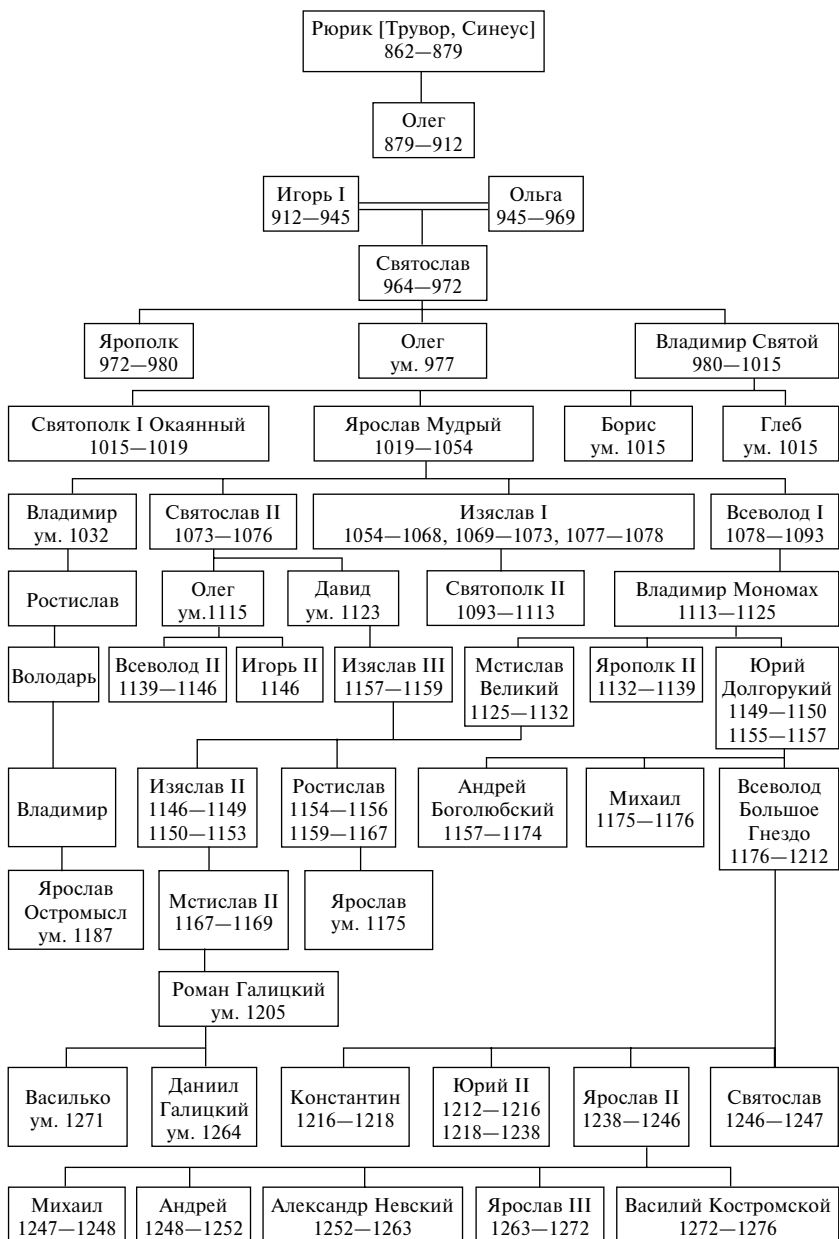 Рюрик [Трувор, Синеус]
862—879
Олег
879—912
Игорь I
912—945
Ольга
945—969
Святослав
964—972
Ярополк
972—980
Олег
ум. 977
Владимир Святой
980—1015
Святополк I Окаянный
1015—1019
Ярослав Мудрый
1019—1054
Борис
ум. 1015
Глеб
ум. 1015
Владимир
ум. 1032
Святослав II
1073—1076
Изяслав I
1054—1068, 1069—1073, 1077—1078
Всеволод I
1078—1093
Ростислав
Олег
ум.1115
Давид
ум. 1123
Святополк II
1093—1113
Владимир Мономах
1113—1125
Володарь
Всеволод II
1139—1146
Игорь II
1146
Изяслав III
1157—1159
Мстислав
Великий
1125—1132
Ярополк II
1132—1139
Юрий
Долгорукий
1149—1150
1155—1157
Владимир
Изяслав II
1146—1149
1150—1153
Ростислав
1154—1156
1159—1167
Андрей
Боголюбский
1157—1174
Михаил
1175—1176
Всеволод
Большое
Гнездо
1176—1212
Ярослав
Остромысл
ум. 1187
Мстислав II
1167—1169
Ярослав
ум. 1175
Роман Галицкий
ум. 1205
Василько
ум. 1271
Даниил
Галицкий
ум. 1264
Константин
1216—1218
Юрий II
1212—1216
1218—1238
Ярослав II
1238—1246
Святослав
1246—1247
Михаил
1247—1248
Андрей
1248—1252
Александр Невский
1252—1263
Ярослав III
1263—1272
Василий Костромской
1272—1276